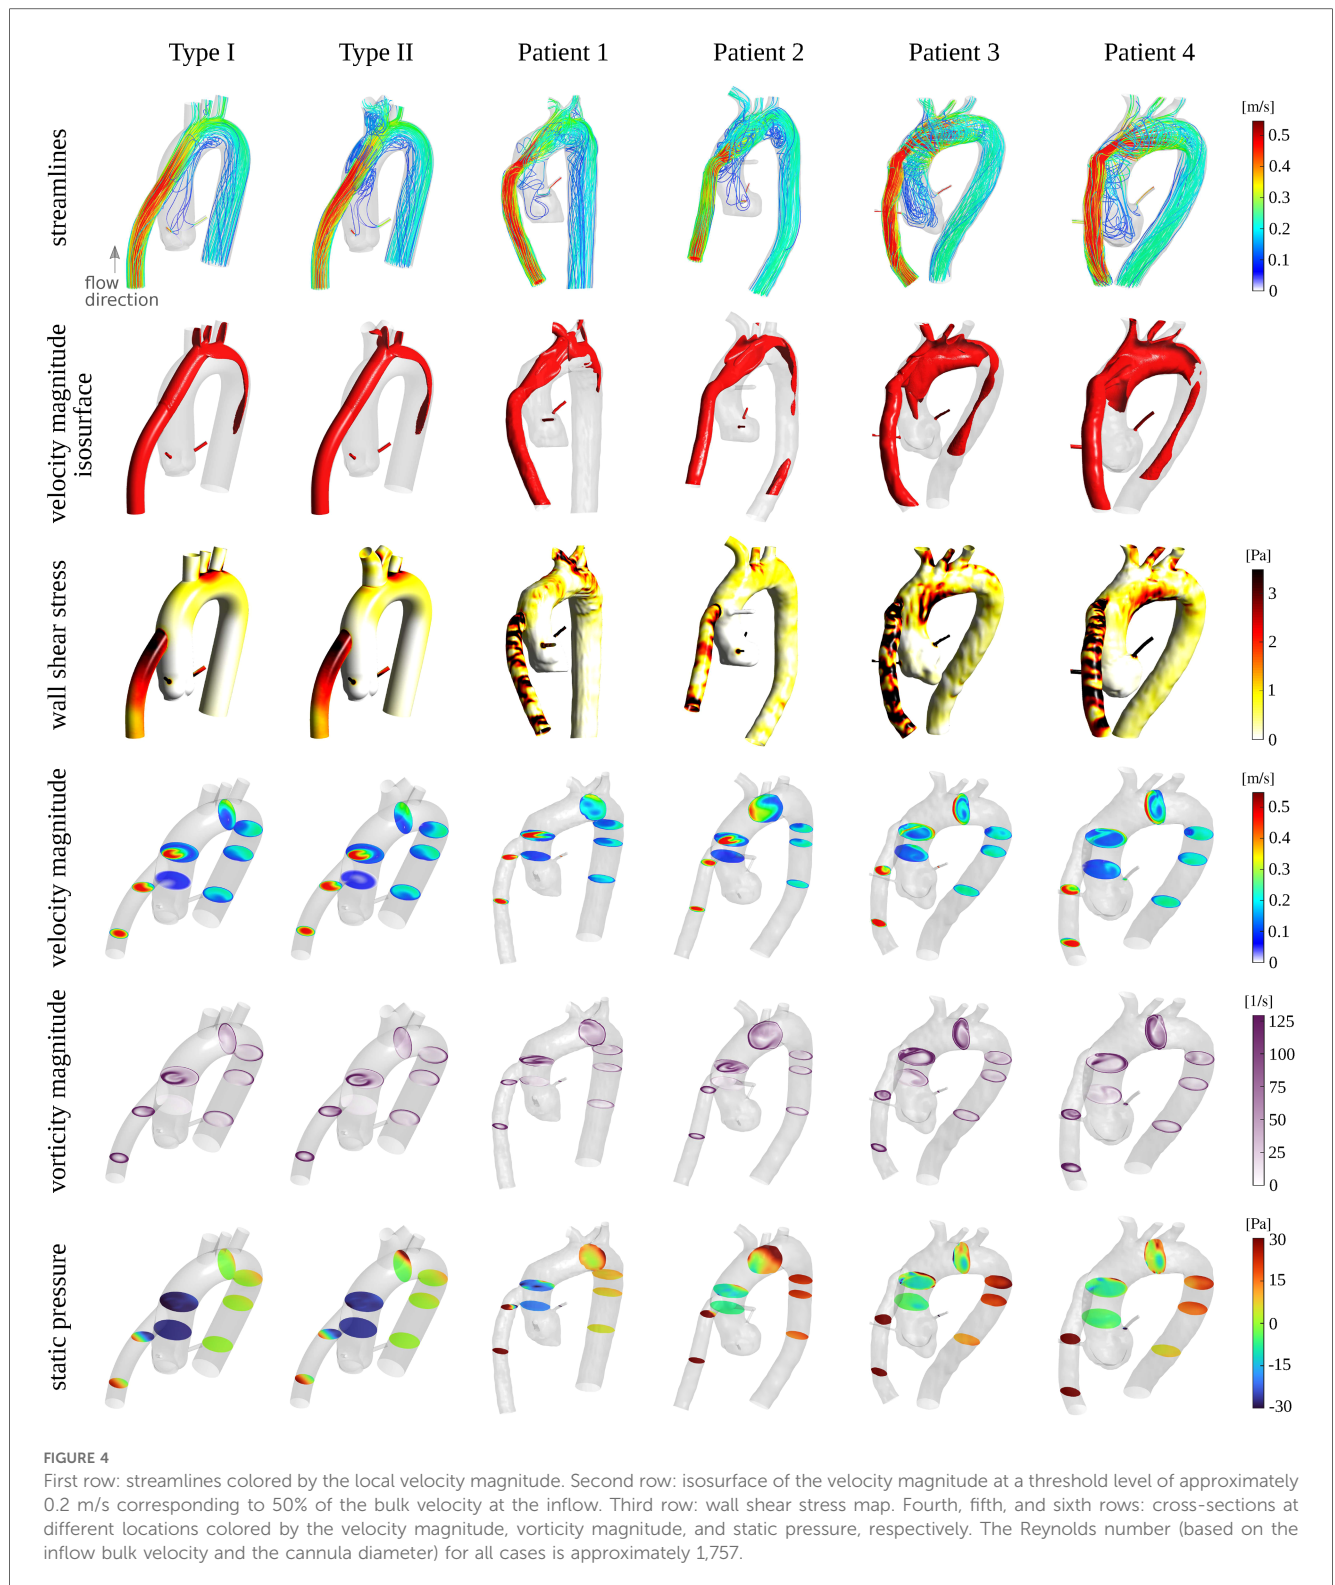 Type I Type II Patient 1 Patient 2 Patient 3 Patient 4
streamlines
flow
direction
[m/s]
0.5
0.4
0.3
0.2
0.1
0
velocity magnitude
isosurface
wall shear stress
[Pa]
3
2
1
0
velocity magnitude
[m/s]
0.5
0.4
0.3
0.2
0.1
0
vorticity magnitude
[1/s]
125
100
75
50
25
0
static pressure
[Pa]
30
15
0
-15
-30
FIGURE 4
First row: streamlines colored by the local velocity magnitude. Second row: isosurface of the velocity magnitude at a threshold level of approximately
0.2 m/s corresponding to 50% of the bulk velocity at the inflow. Third row: wall shear stress map. Fourth, fifth, and sixth rows: cross-sections at
different locations colored by the velocity magnitude, vorticity magnitude, and static pressure, respectively. The Reynolds number (based on the
inflow bulk velocity and the cannula diameter) for all cases is approximately 1,757.